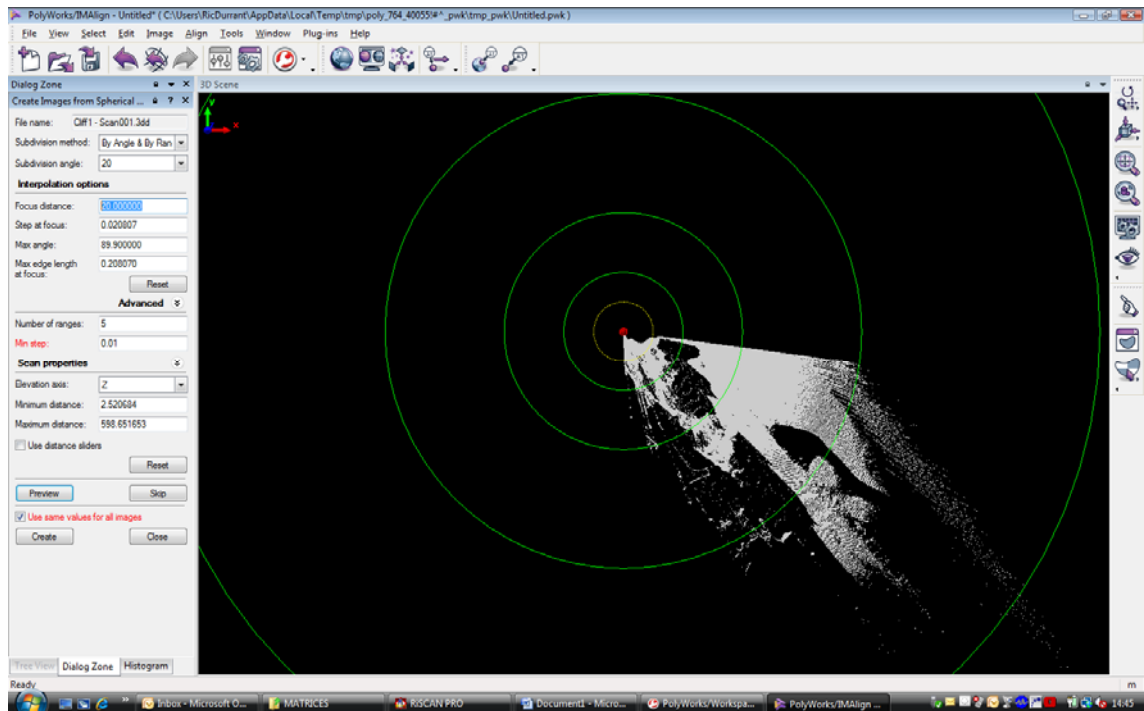 PolyWorks/IMAlign - Untitled* ( C:\Users\RicDurrant\AppData\Local\Temp\tmp\poly_764_40055!#^_pwk\tmp_pwk\Untitled.pwk )
File View Select Edit Image Align Tools Window Plug-ins Help
Dialog Zone
3D Scene
Create Images from Spherical ...
y
x
File name: Cliff1 - Scan001.3dd
Subdivision method: By Angle & By Ran
Subdivision angle: 20
Interpolation options
Focus distance: 20.000000
Step at focus: 0.020807
Max angle: 89.900000
Max edge length at focus: 0.208070
Reset
Advanced
Number of ranges: 5
Min step: 0.01
Scan properties
Elevation axis: Z
Minimum distance: 2.520684
Maximum distance: 598.651653
Use distance sliders
Reset
Preview Skip
Use same values for all images
Create Close
Tree View Dialog Zone Histogram
Ready m
Inbox - Microsoft O... MATRICES RiSCAN PRO Document1 - Micro... PolyWorks/Workspa... PolyWorks/IMAlign ... 14:45